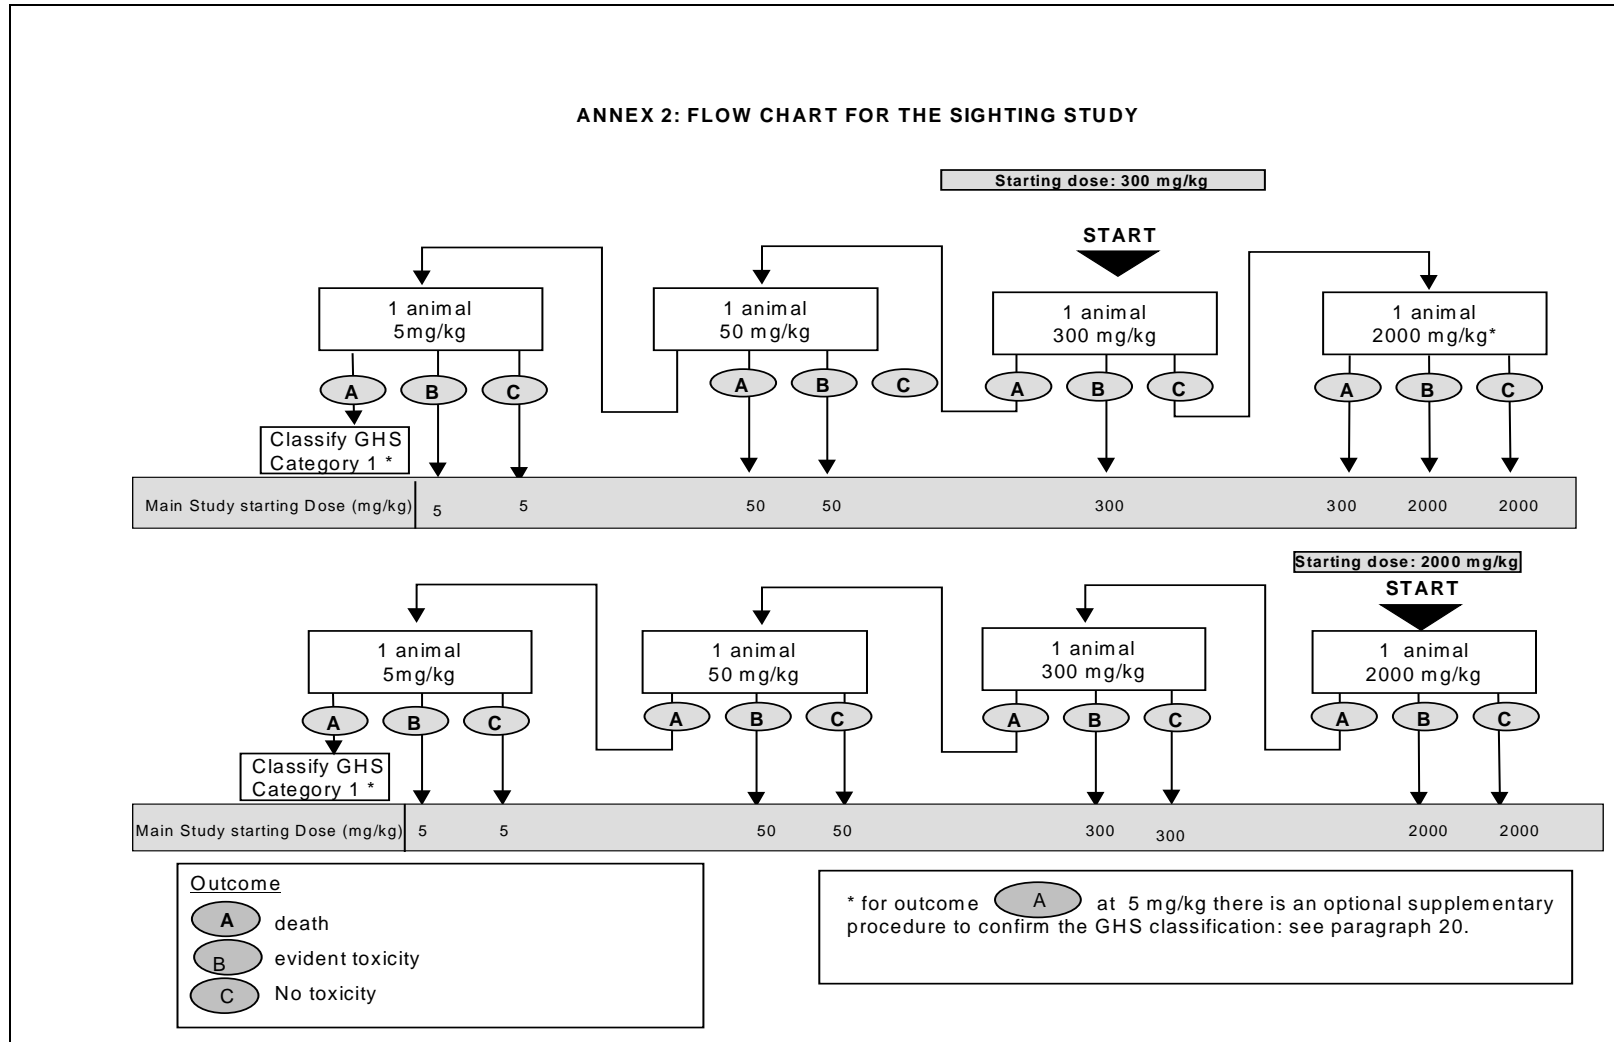 ANNEX 2: FLOW CHART FOR THE SIGHTING STUDY
Starting dose: 300 mg/kg
START
1 animal
5mg/kg
1 animal
50 mg/kg
1 animal
300 mg/kg
1 animal
2000 mg/kg*
A B C A B C A B C A B C
Classify GHS
Category 1 *
Main Study starting Dose (mg/kg) 5 5 50 50 300 300 2000 2000
Starting dose: 2000 mg/kg
START
1 animal
5mg/kg
1 animal
50 mg/kg
1 animal
300 mg/kg
1 animal
2000 mg/kg
A B C A B C A B C A B C
Classify GHS
Category 1 *
Main Study starting Dose (mg/kg) 5 5 50 50 300 300 2000 2000
Outcome
A death
B evident toxicity
C No toxicity
* for outcome A at 5 mg/kg there is an optional supplementary
procedure to confirm the GHS classification: see paragraph 20.